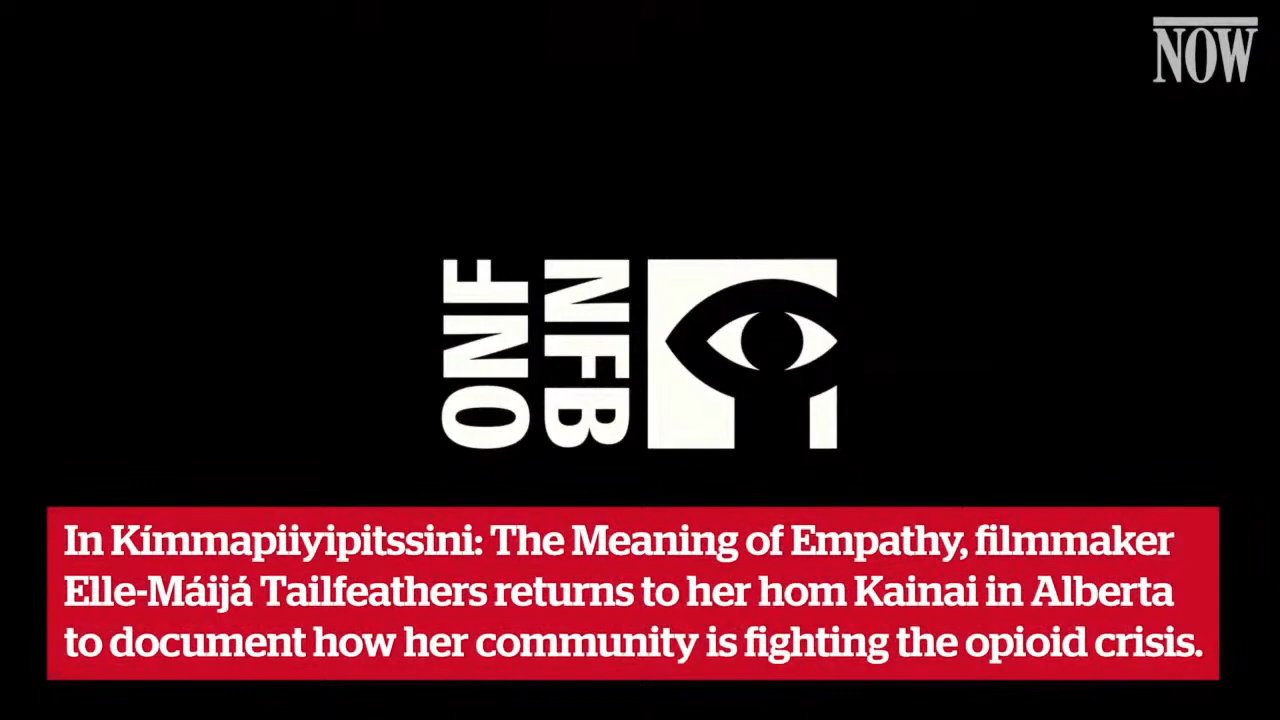 NOW
ONF
NFB
In Kímmapiiyipitssini: The Meaning of Empathy, filmmaker
Elle-Máijá Tailfeathers returns to her hom Kainai in Alberta
to document how her community is fighting the opioid crisis.